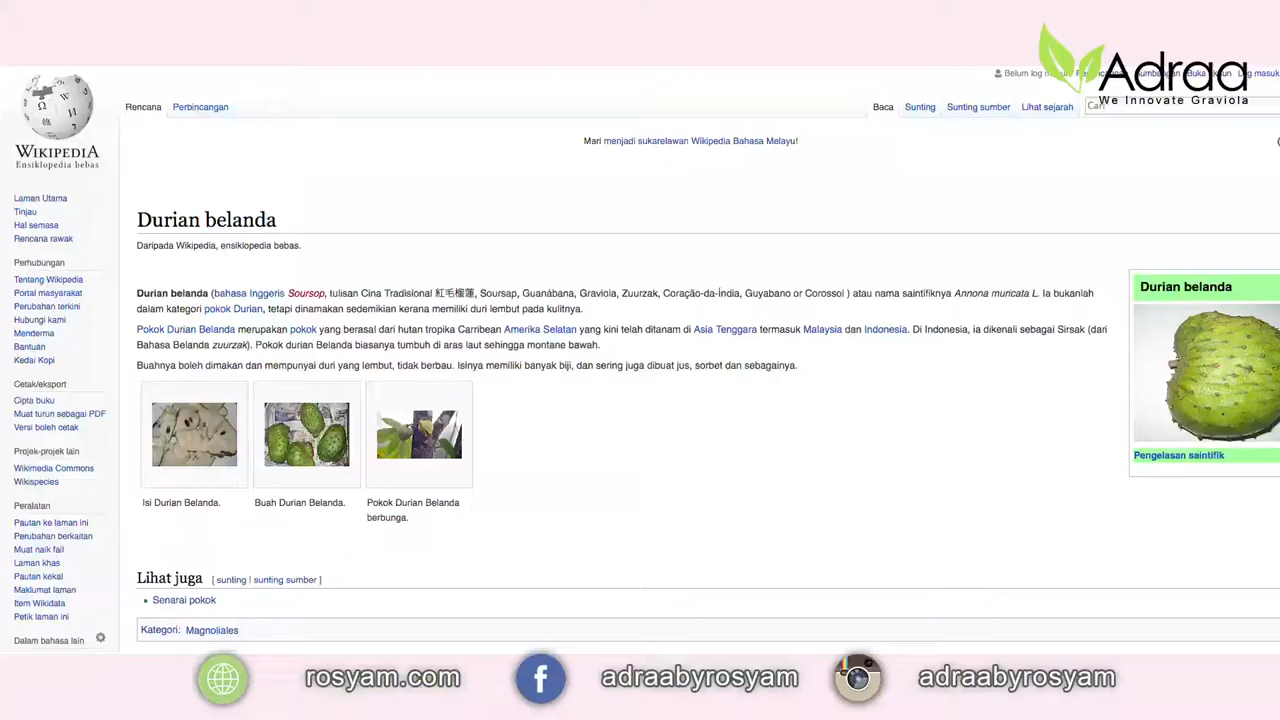 Adraa
We Innovate Graviola
Belum log
Buka
Log masuk
WIKIPEDIA
Ensiklopedia bebas
Rencana Perbincangan
Baca Sunting Sunting sumber Lihat sejarah
Cari
Mari menjadi sukarelawan Wikipedia Bahasa Melayu!
Laman Utama
Tinjau
Hal semasa
Rencana rawak
Perhubungan
Tentang Wikipedia
Portal masyarakat
Perubahan terkini
Hubungi kami
Menderma
Bantuan
Kedai Kopi
Cetak/eksport
Cipta buku
Muat turun sebagai PDF
Versi boleh cetak
Projek-projek lain
Wikimedia Commons
Wikispecies
Peralatan
Pautan ke laman ini
Perubahan berkaitan
Muat naik fail
Laman khas
Pautan kekal
Maklumat laman
Item Wikidata
Petik laman ini
Dalam bahasa lain
Durian belanda
Daripada Wikipedia, ensiklopedia bebas.
Durian belanda (bahasa Inggeris Soursop, tulisan Cina Tradisional 紅毛榴蓮, Soursap, Guanábana, Graviola, Zuurzak, Coração-da-Índia, Guyabano or Corossol ) atau nama saintifiknya Annona muricata L. Ia bukanlah
dalam kategori pokok Durian, tetapi dinamakan sedemikian kerana memiliki duri lembut pada kulitnya.
Pokok Durian Belanda merupakan pokok yang berasal dari hutan tropika Carribean Amerika Selatan yang kini telah ditanam di Asia Tenggara termasuk Malaysia dan Indonesia. Di Indonesia, ia dikenali sebagai Sirsak (dari
Bahasa Belanda zuurzak). Pokok durian Belanda biasanya tumbuh di aras laut sehingga montane bawah.
Buahnya boleh dimakan dan mempunyai duri yang lembut, tidak berbau. Isinya memiliki banyak biji, dan sering juga dibuat jus, sorbet dan sebagainya.
Isi Durian Belanda.
Buah Durian Belanda.
Pokok Durian Belanda
berbunga.
Durian belanda
Pengelasan saintifik
Lihat juga [ sunting | sunting sumber ]
Senarai pokok
Kategori: Magnoliales
rosyam.com
adraabyrosyam
adraabyrosyam